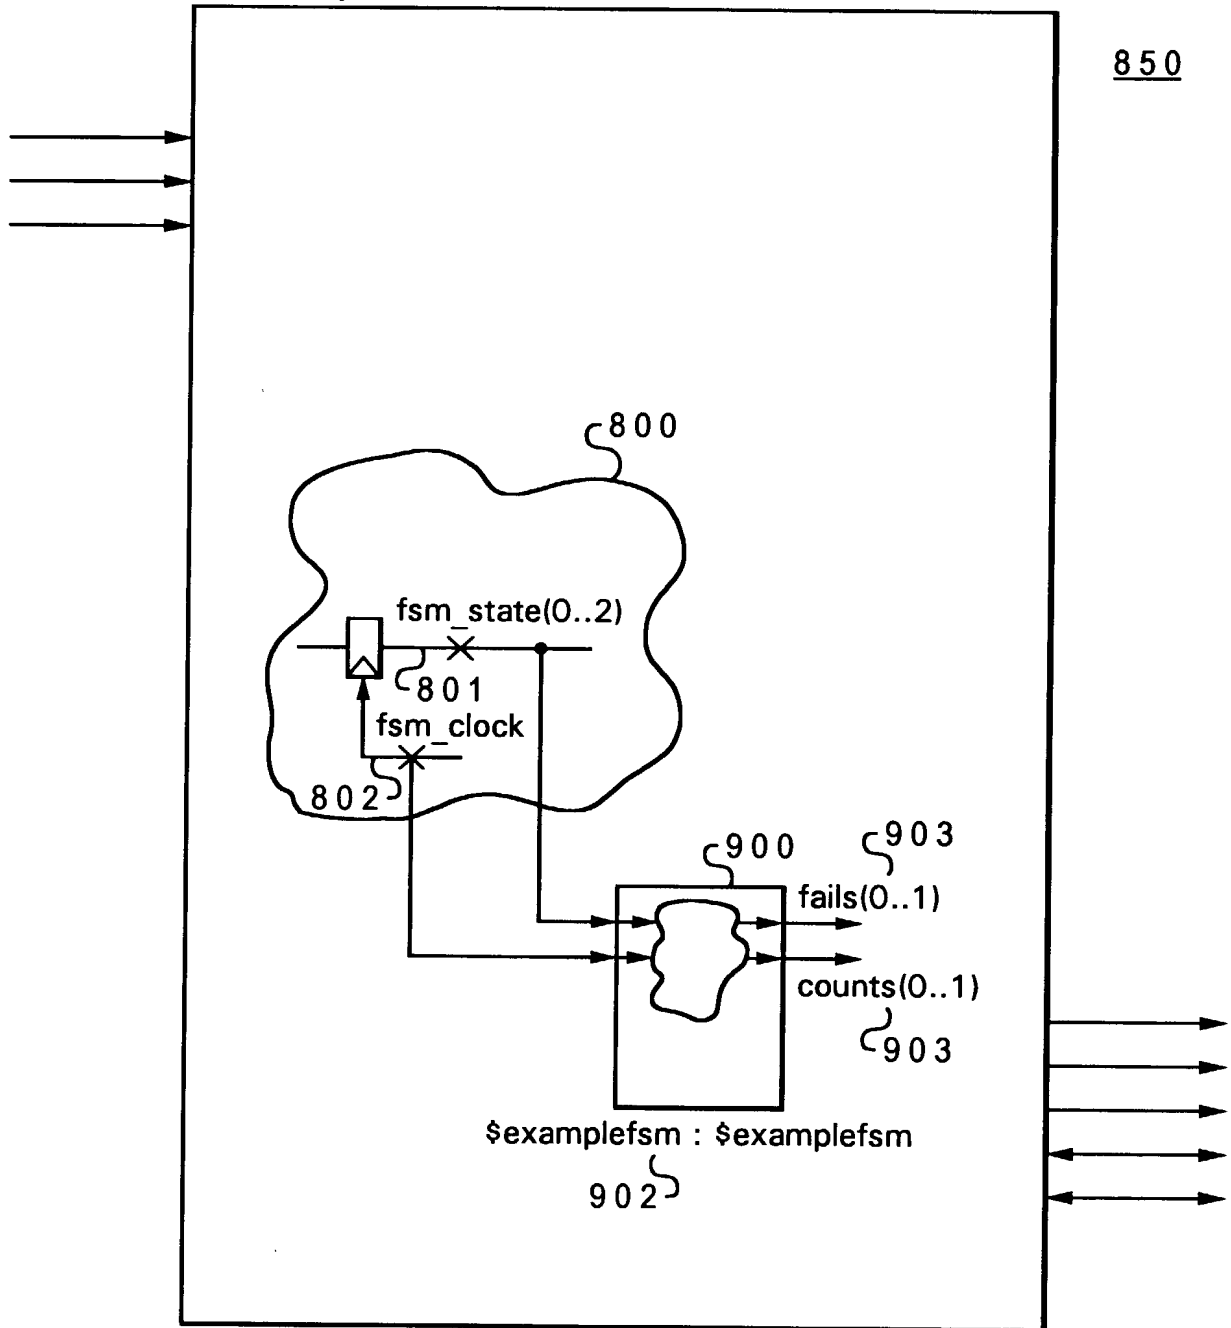 850
800
fsm_state(0..2)
801
fsm_clock
802
900
903
fails(0..1)
counts(0..1)
903
$examplefsm : $examplefsm
902